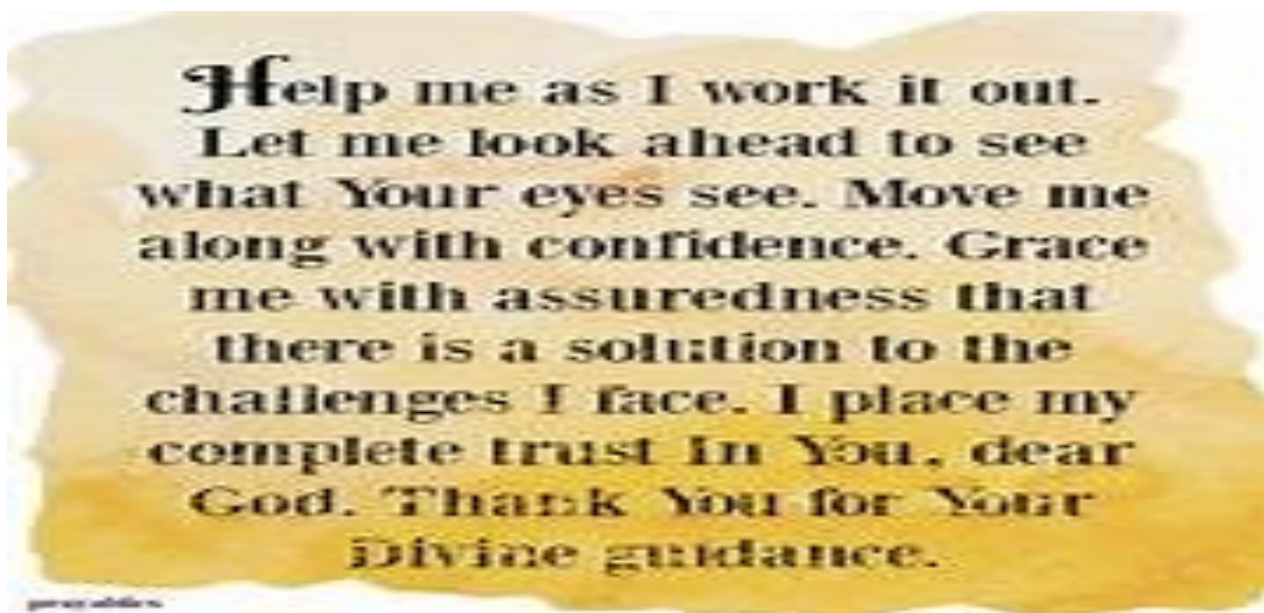 Help me as I work it out.
Let me look ahead to see
what Your eyes see. Move me
along with confidence. Grace
me with assuredness that
there is a solution to the
challenges I face. I place my
complete trust in You, dear
God. Thank You for Your
Divine guidance.
prayables